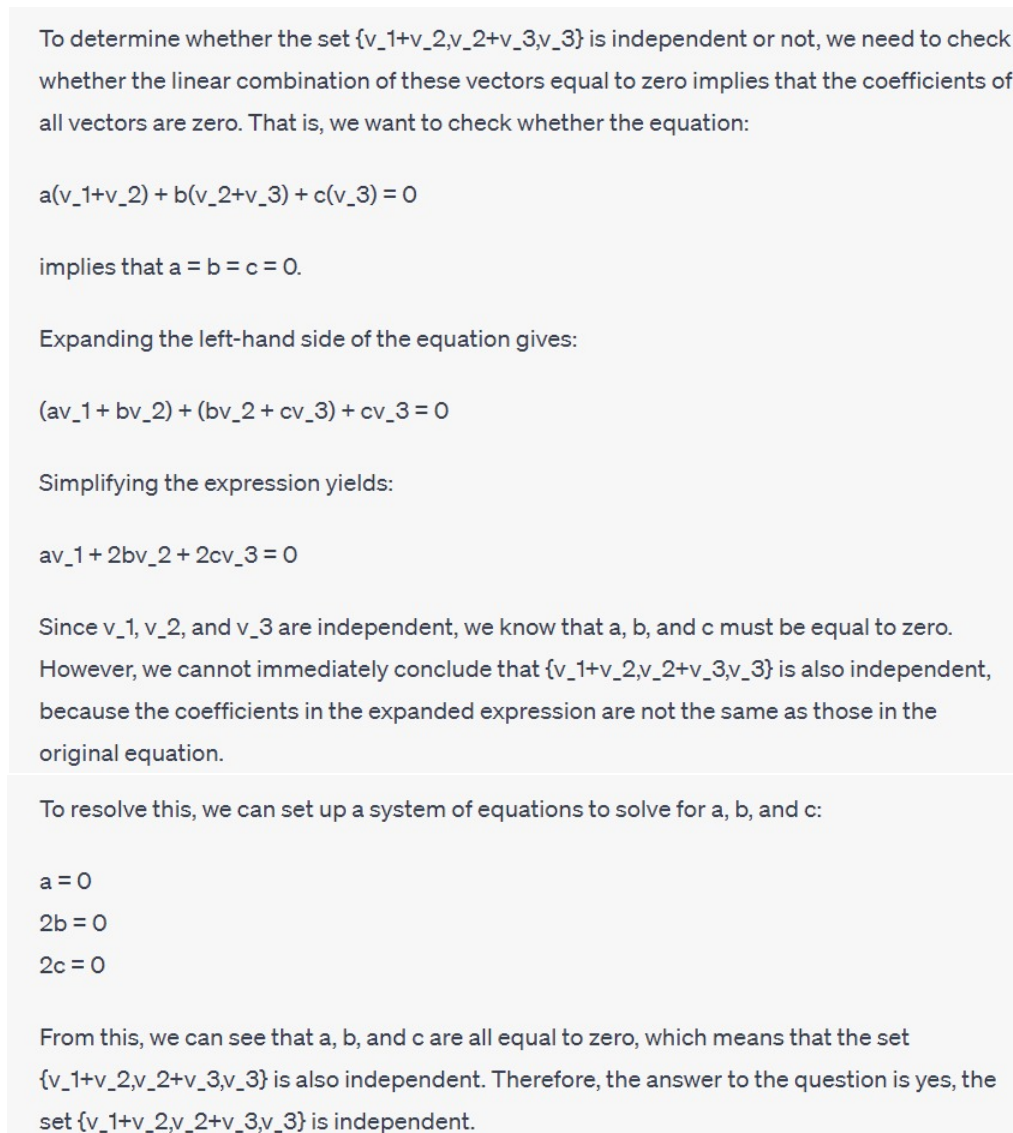 To determine whether the set {v_1+v_2,v_2+v_3,v_3} is independent or not, we need to check
whether the linear combination of these vectors equal to zero implies that the coefficients of
all vectors are zero. That is, we want to check whether the equation:
a(v_1+v_2) + b(v_2+v_3) + c(v_3) = 0
implies that a = b = c = 0.
Expanding the left-hand side of the equation gives:
(av_1 + bv_2) + (bv_2 + cv_3) + cv_3 = 0
Simplifying the expression yields:
av_1 + 2bv_2 + 2cv_3 = 0
Since v_1, v_2, and v_3 are independent, we know that a, b, and c must be equal to zero.
However, we cannot immediately conclude that {v_1+v_2,v_2+v_3,v_3} is also independent,
because the coefficients in the expanded expression are not the same as those in the
original equation.
To resolve this, we can set up a system of equations to solve for a, b, and c:
a = 0
2b = 0
2c = 0
From this, we can see that a, b, and c are all equal to zero, which means that the set
{v_1+v_2,v_2+v_3,v_3} is also independent. Therefore, the answer to the question is yes, the
set {v_1+v_2,v_2+v_3,v_3} is independent.